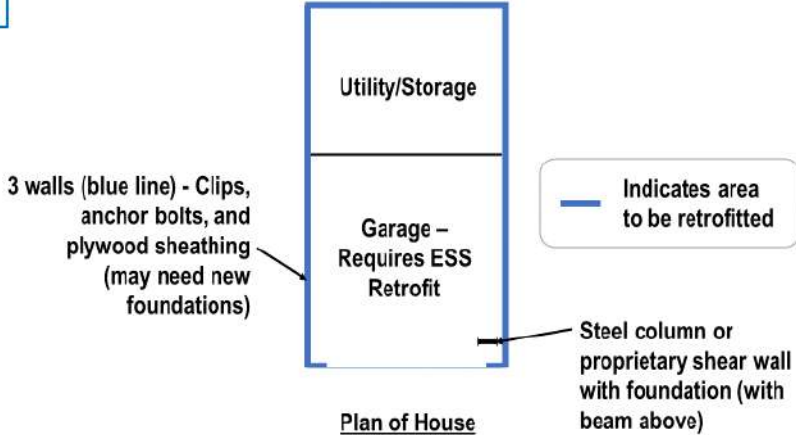 Utility/Storage
3 walls (blue line) - Clips,
anchor bolts, and
plywood sheathing
(may need new
foundations)
Garage –
Requires ESS
Retrofit
Indicates area
to be retrofitted
Steel column or
proprietary shear wall
with foundation (with
beam above)
Plan of House